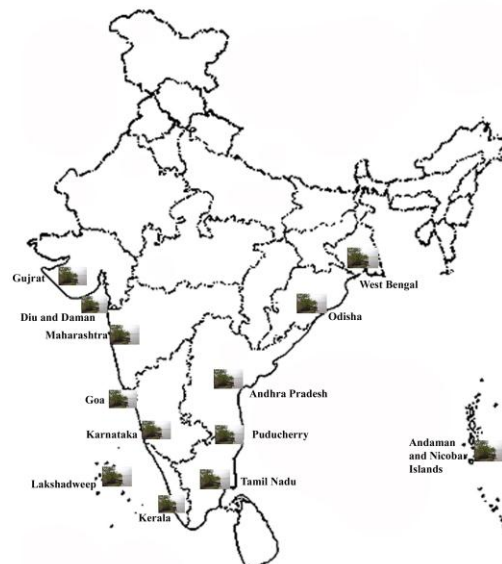 Gujrat
West Bengal
Diu and Daman
Odisha
Maharashtra
Andhra Pradesh
Goa
Karnataka
Puducherry
Andaman
and Nicobar
Islands
Lakshadweep
Tamil Nadu
Kerala